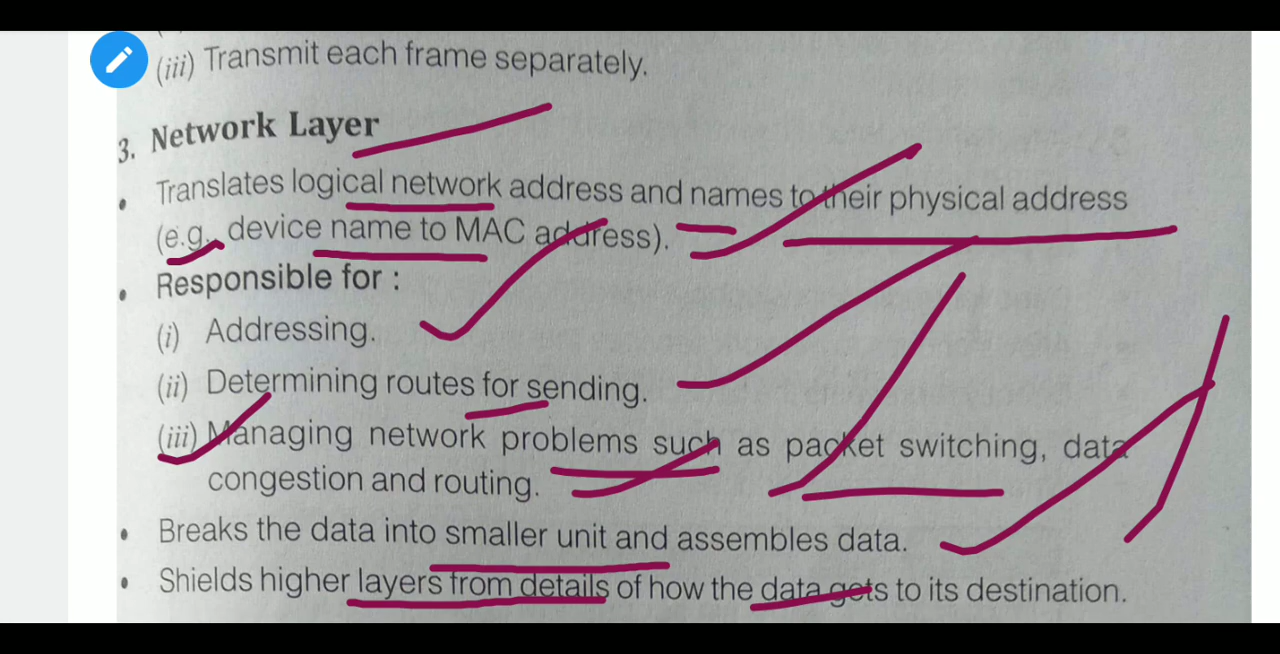 (iii) Transmit each frame separately.
3. Network Layer
• Translates logical network address and names to their physical address
(e.g., device name to MAC address).
• Responsible for :
(i) Addressing.
(ii) Determining routes for sending.
(iii) Managing network problems such as packet switching, data
congestion and routing.
• Breaks the data into smaller unit and assembles data.
• Shields higher layers from details of how the data gets to its destination.